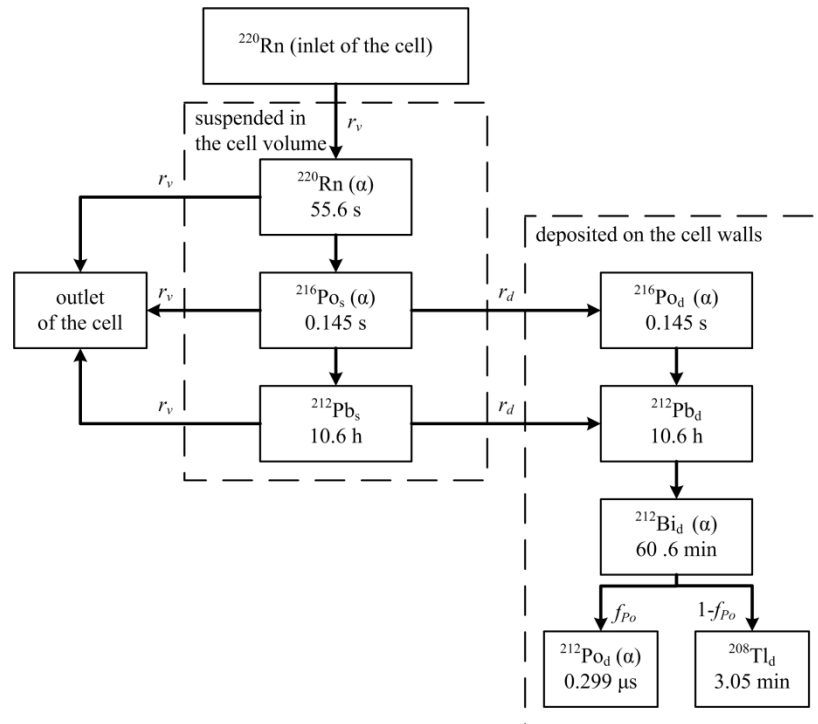 ²²⁰Rn (inlet of the cell)
suspended in
the cell volume
r_v
r_v
²²⁰Rn (α)
55.6 s
deposited on the cell walls
outlet
of the cell
r_v
²¹⁶Po_s (α)
0.145 s
r_d
²¹⁶Po_d (α)
0.145 s
r_v
²¹²Pb_s
10.6 h
r_d
²¹²Pb_d
10.6 h
²¹²Bi_d (α)
60 .6 min
f_Po
1-f_Po
²¹²Po_d (α)
0.299 μs
²⁰⁸Tl_d
3.05 min